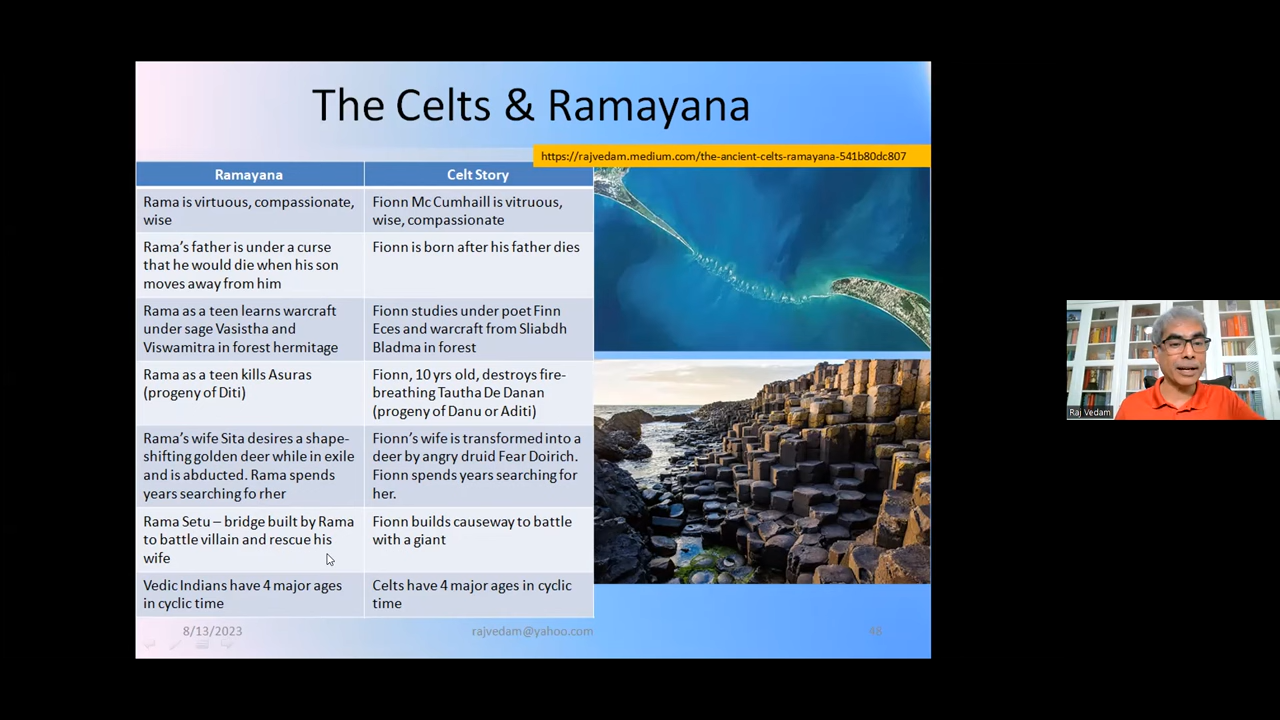 The Celts & Ramayana
https://rajvedam.medium.com/the-ancient-celts-ramayana-541b80dc807
Ramayana
Celt Story
Rama is virtuous, compassionate,
wise
Fionn Mc Cumhaill is vitruous,
wise, compassionate
Rama's father is under a curse
that he would die when his son
moves away from him
Fionn is born after his father dies
Rama as a teen learns warcraft
under sage Vasistha and
Viswamitra in forest hermitage
Fionn studies under poet Finn
Eces and warcraft from Sliabdh
Bladma in forest
Rama as a teen kills Asuras
(progeny of Diti)
Fionn, 10 yrs old, destroys fire-
breathing Tautha De Danan
(progeny of Danu or Aditi)
Rama's wife Sita desires a shape-
shifting golden deer while in exile
and is abducted. Rama spends
years searching fo rher
Fionn's wife is transformed into a
deer by angry druid Fear Doirich.
Fionn spends years searching for
her.
Rama Setu – bridge built by Rama
to battle villain and rescue his
wife
Fionn builds causeway to battle
with a giant
Vedic Indians have 4 major ages
in cyclic time
Celts have 4 major ages in cyclic
time
8/13/2023
rajvedam@yahoo.com
48
Raj Vedam